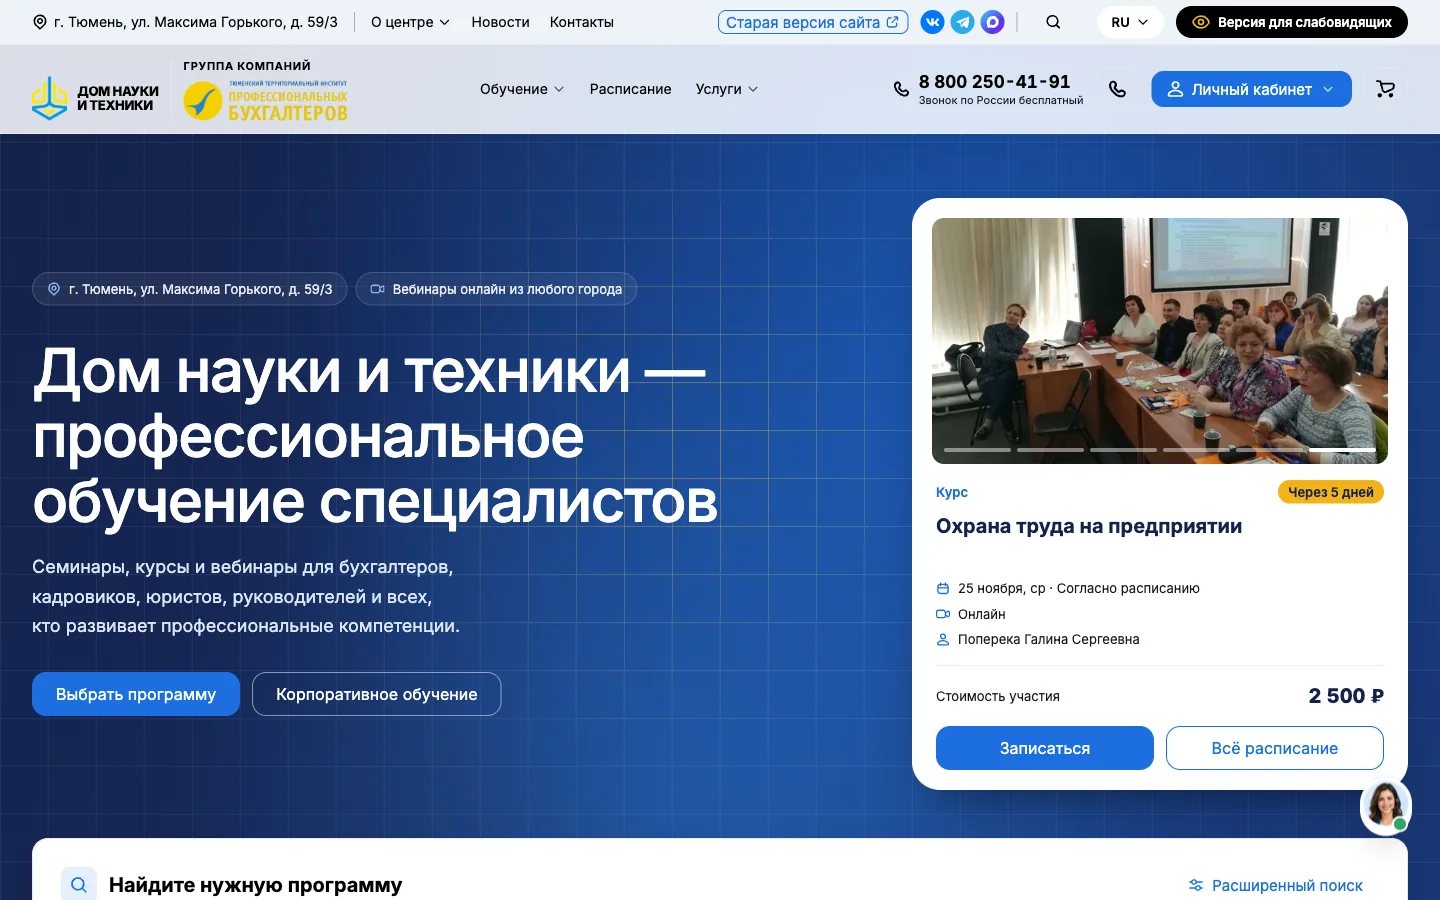 г. Тюмень, ул. Максима Горького, д. 59/3
О центре
Новости
Контакты
Старая версия сайта
RU
Версия для слабовидящих
ДОМ НАУКИ
И ТЕХНИКИ
ГРУППА КОМПАНИЙ
ТЮМЕНСКИЙ ТЕРРИТОРИАЛЬНЫЙ ИНСТИТУТ
ПРОФЕССИОНАЛЬНЫХ
БУХГАЛТЕРОВ
Обучение
Расписание
Услуги
8 800 250-41-91
Звонок по России бесплатный
Личный кабинет
г. Тюмень, ул. Максима Горького, д. 59/3
Вебинары онлайн из любого города
Дом науки и техники —
профессиональное
обучение специалистов
Семинары, курсы и вебинары для бухгалтеров,
кадровиков, юристов, руководителей и всех,
кто развивает профессиональные компетенции.
Выбрать программу
Корпоративное обучение
Курс
Через 5 дней
Охрана труда на предприятии
25 ноября, ср · Согласно расписанию
Онлайн
Поперека Галина Сергеевна
Стоимость участия
2 500 ₽
Записаться
Всё расписание
Найдите нужную программу
Расширенный поиск